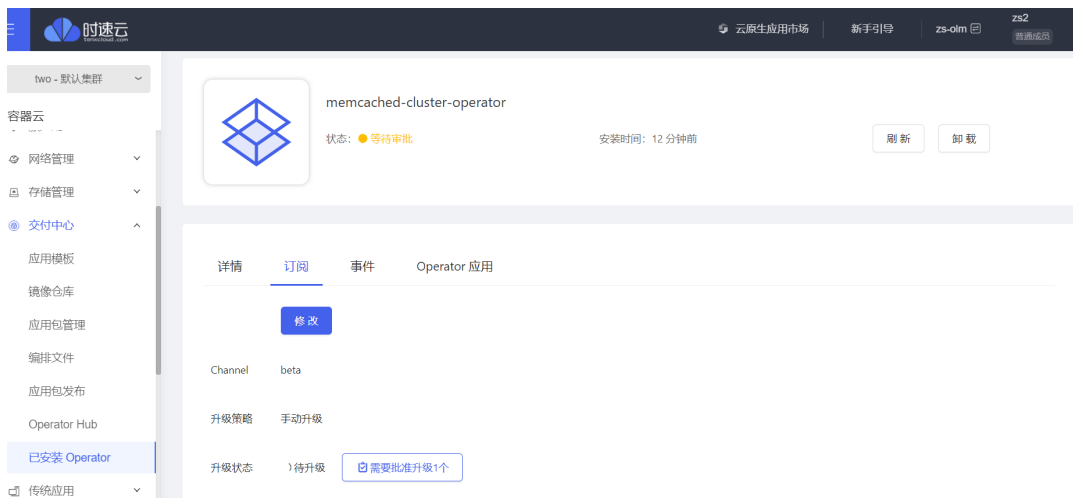 时速云
tenxcloud.com
云原生应用市场
新手引导
zs-olm
zs2
普通成员
two - 默认集群
容器云
网络管理
存储管理
交付中心
应用模板
镜像仓库
应用包管理
编排文件
应用包发布
Operator Hub
已安装 Operator
传统应用
memcached-cluster-operator
状态： 等待审批
安装时间：12 分钟前
刷 新
卸 载
详情
订阅
事件
Operator 应用
修 改
Channel beta
升级策略 手动升级
升级状态 待升级 需要批准升级1个